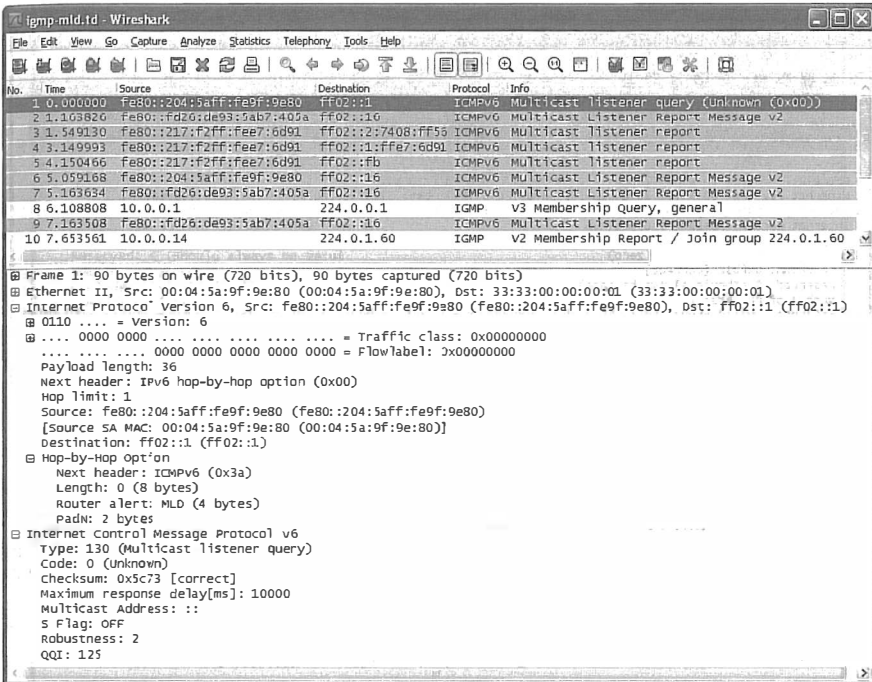 igmp-mld.td - Wireshark
File Edit View Go Capture Analyze Statistics Telephony Tools Help
No. Time Source Destination Protocol Info
1 0.000000 fe80::204:5aff:fe9f:9e80 ff02::1 ICMPv6 Multicast listener query (Unknown (0x00))
2 1.163826 fe80::fd26:de93:5ab7:405a ff02::16 ICMPv6 Multicast Listener Report Message v2
3 1.549130 fe80::217:f2ff:fee7:6d91 ff02::2:7408:ff56 ICMPv6 Multicast listener report
4 3.149993 fe80::217:f2ff:fee7:6d91 ff02::1:ffe7:6d91 ICMPv6 Multicast listener report
5 4.150466 fe80::217:f2ff:fee7:6d91 ff02::fb ICMPv6 Multicast listener report
6 5.059168 fe80::204:5aff:fe9f:9e80 ff02::16 ICMPv6 Multicast Listener Report Message v2
7 5.163634 fe80::fd26:de93:5ab7:405a ff02::16 ICMPv6 Multicast Listener Report Message v2
8 6.108808 10.0.0.1 224.0.0.1 IGMP V3 Membership Query, general
9 7.163508 fe80::fd26:de93:5ab7:405a ff02::16 ICMPv6 Multicast Listener Report Message v2
10 7.653561 10.0.0.14 224.0.1.60 IGMP V2 Membership Report / Join group 224.0.1.60
Frame 1: 90 bytes on wire (720 bits), 90 bytes captured (720 bits)
Ethernet II, Src: 00:04:5a:9f:9e:80 (00:04:5a:9f:9e:80), Dst: 33:33:00:00:00:01 (33:33:00:00:00:01)
Internet Protocol Version 6, Src: fe80::204:5aff:fe9f:9e80 (fe80::204:5aff:fe9f:9e80), Dst: ff02::1 (ff02::1)
0110 .... = Version: 6
.... 0000 0000 .... .... .... .... .... = Traffic class: 0x00000000
.... .... .... 0000 0000 0000 0000 0000 = Flowlabel: 0x00000000
Payload length: 36
Next header: IPv6 hop-by-hop option (0x00)
Hop limit: 1
Source: fe80::204:5aff:fe9f:9e80 (fe80::204:5aff:fe9f:9e80)
[Source SA MAC: 00:04:5a:9f:9e:80 (00:04:5a:9f:9e:80)]
Destination: ff02::1 (ff02::1)
Hop-by-Hop Option
Next header: ICMPv6 (0x3a)
Length: 0 (8 bytes)
Router alert: MLD (4 bytes)
PadN: 2 bytes
Internet Control Message Protocol v6
Type: 130 (Multicast listener query)
Code: 0 (Unknown)
Checksum: 0x5c73 [correct]
Maximum response delay[ms]: 10000
Multicast Address: ::
S Flag: OFF
Robustness: 2
QQI: 125